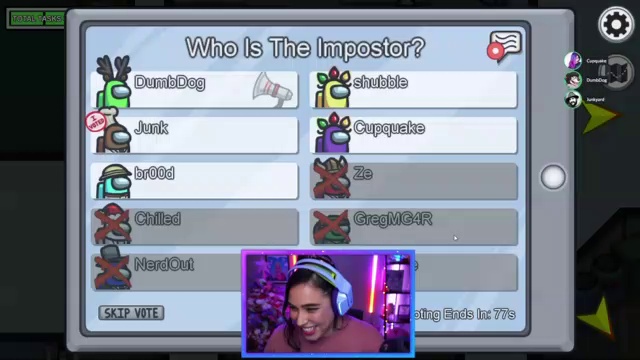 TOTAL TASKS
Who Is The Impostor?
DumbDog
shubble
I VOTED
Junk
Cupquake
br00d
Ze
Chilled
GregMG4R
NerdOut
SKIP VOTE
Ends In: 77s
Cupquake
DumbDog
Junkyard